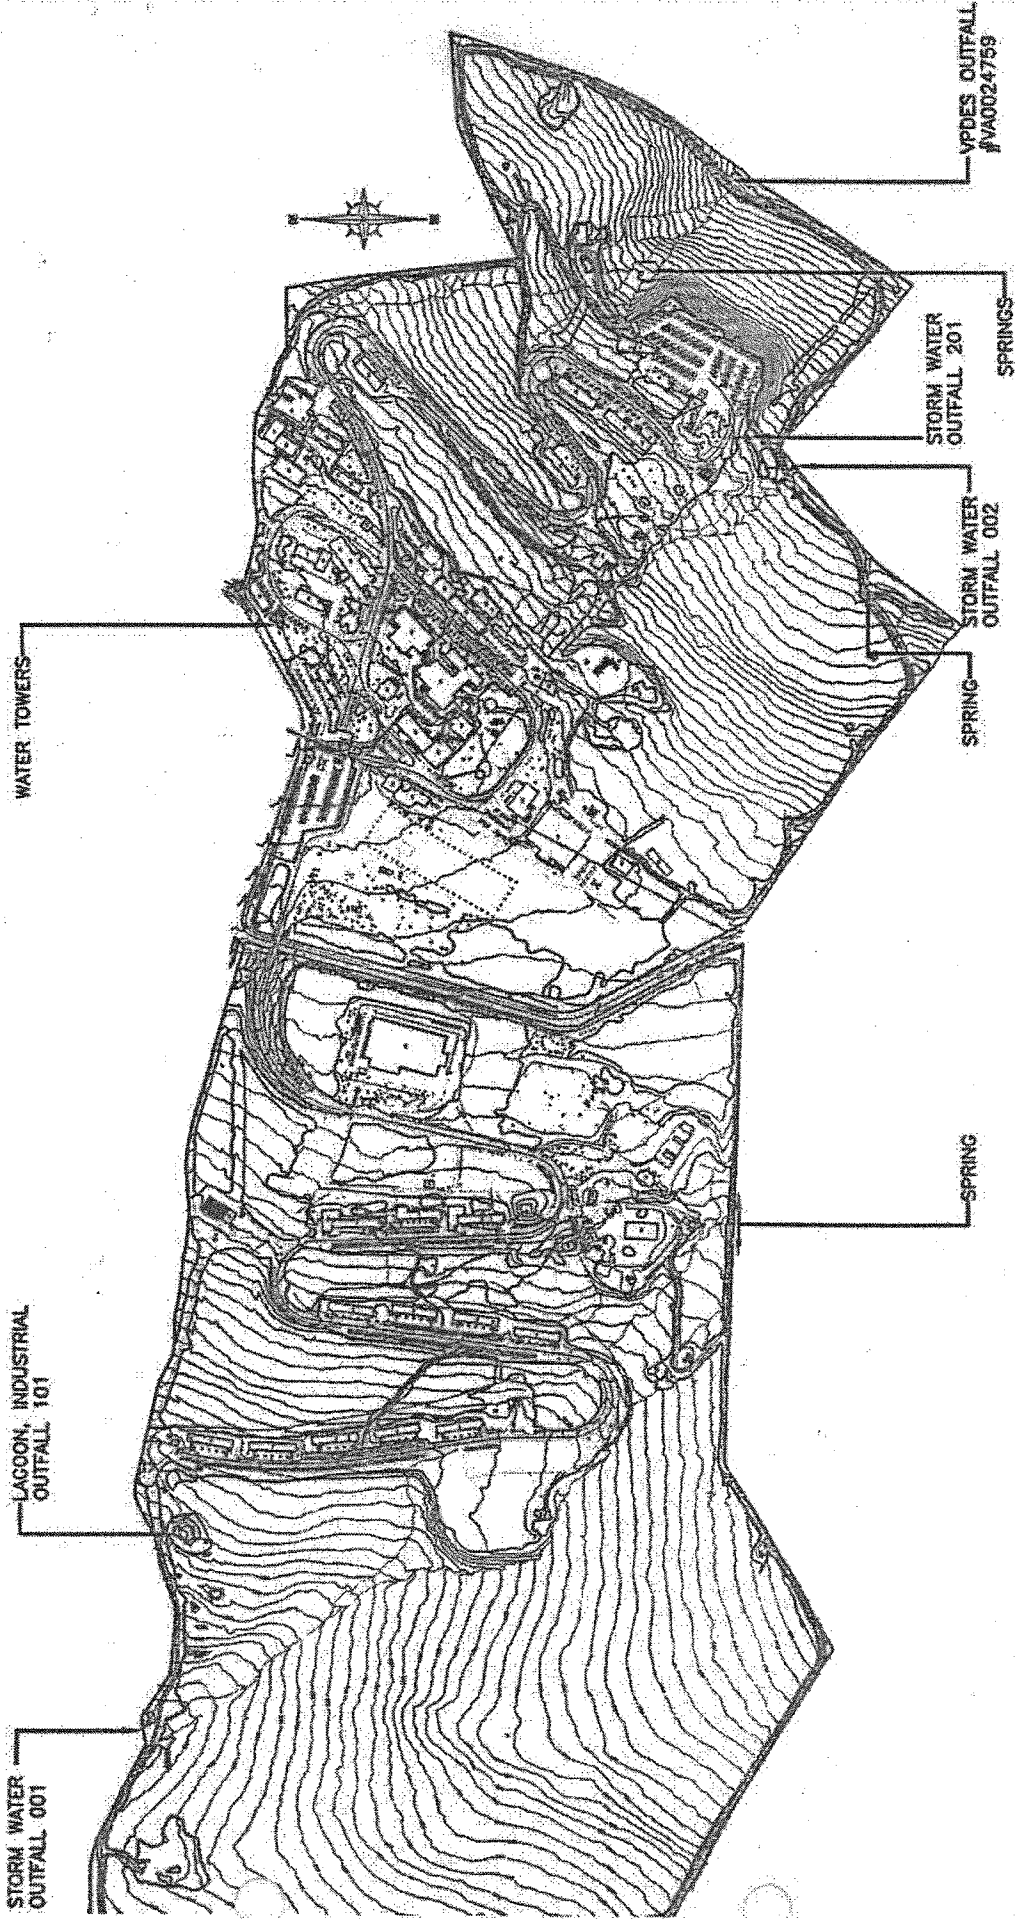 STORM WATER
OUTFALL 001
LAGOON, INDUSTRIAL
OUTFALL 101
WATER TOWERS
SPRING
SPRING
STORM WATER
OUTFALL 002
STORM WATER
OUTFALL 201
SPRINGS
VPDES OUTFALL
#VA0024759